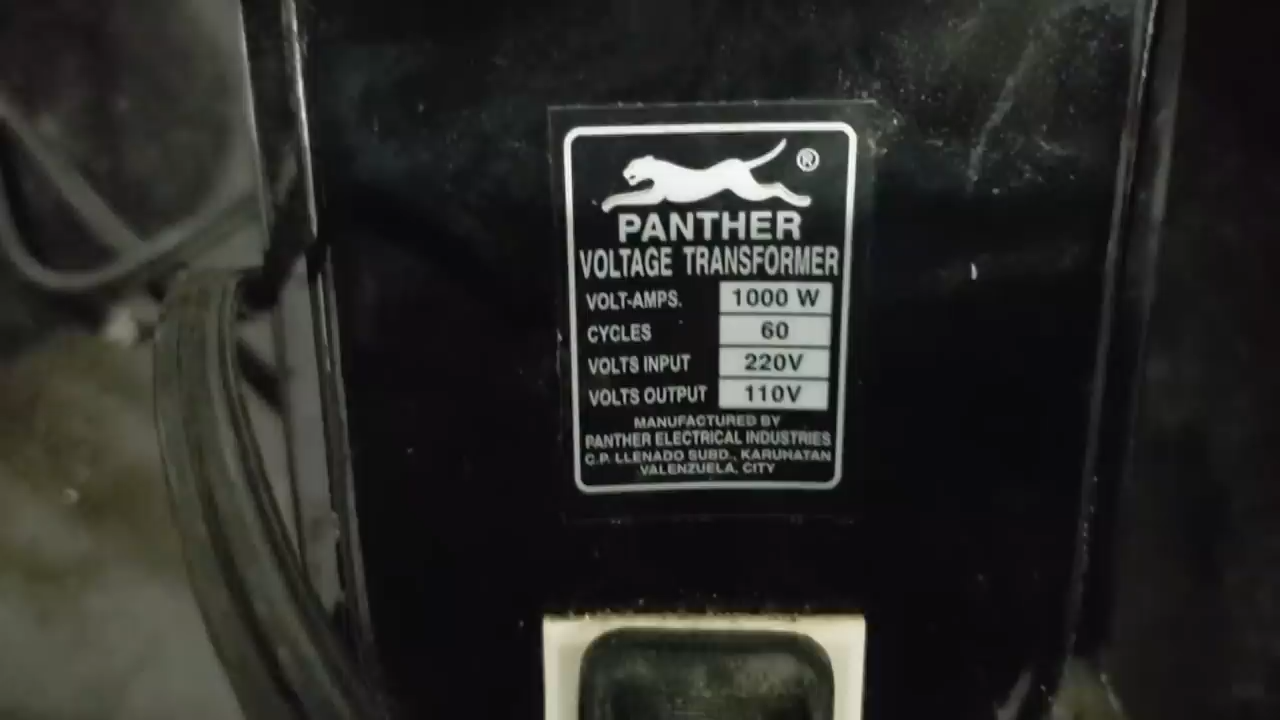 ®
PANTHER
VOLTAGE TRANSFORMER
VOLT-AMPS. 1000 W
CYCLES 60
VOLTS INPUT 220V
VOLTS OUTPUT 110V
MANUFACTURED BY
PANTHER ELECTRICAL INDUSTRIES
C.P. LLENADO SUBD., KARUHATAN
VALENZUELA, CITY